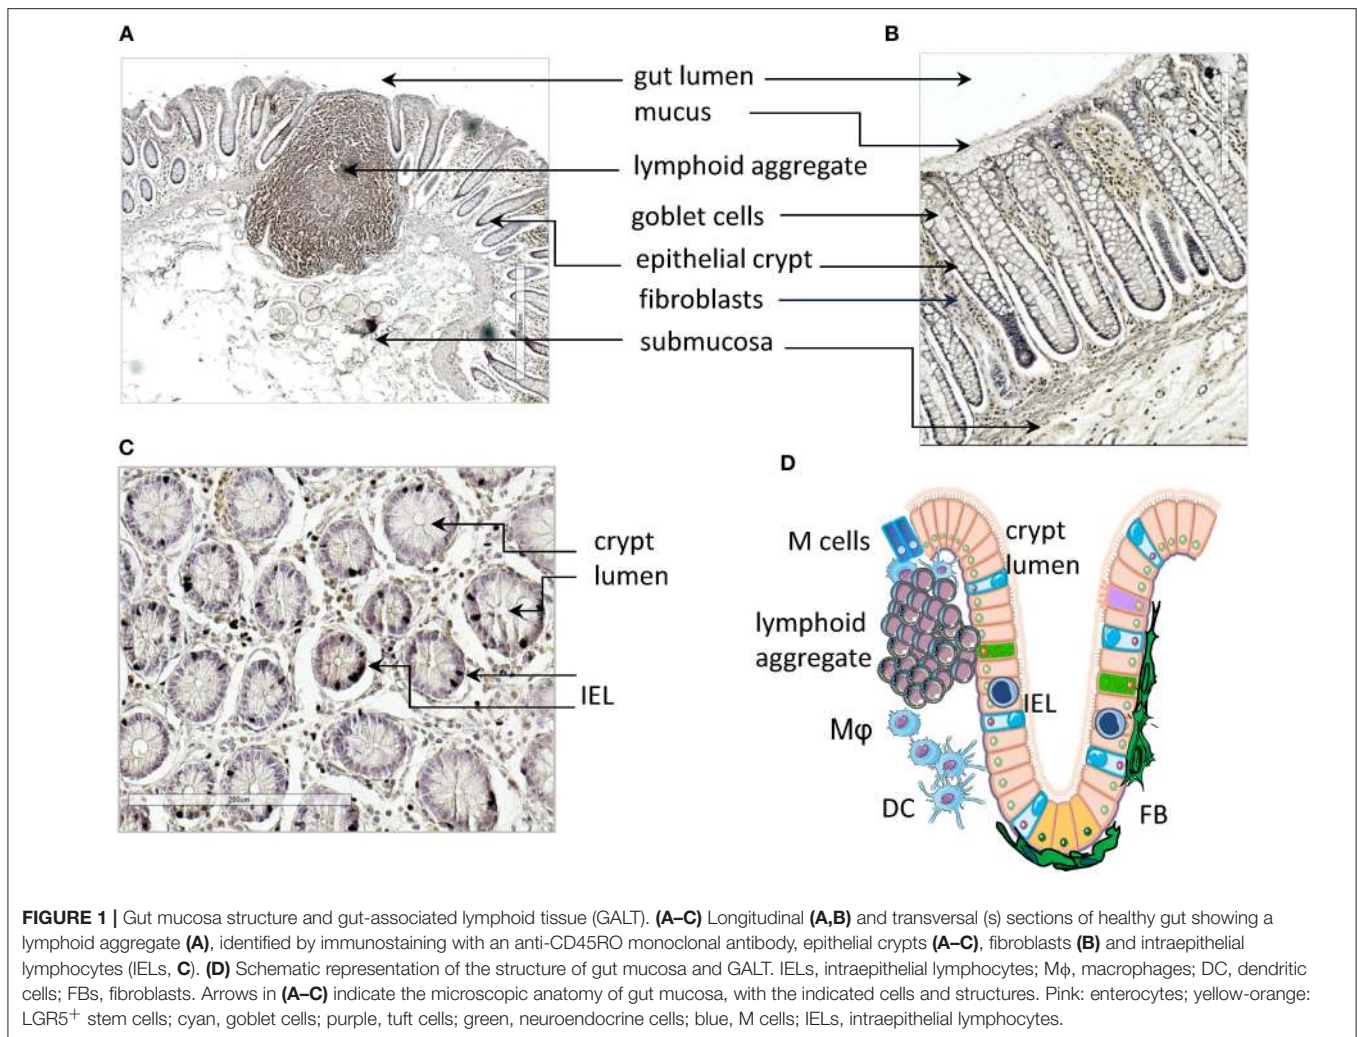 A
B
gut lumen
mucus
lymphoid aggregate
goblet cells
epithelial crypt
fibroblasts
submucosa
C
crypt
lumen
IEL
200um
D
M cells
crypt
lumen
lymphoid
aggregate
IEL
Mφ
DC
FB
FIGURE 1 | Gut mucosa structure and gut-associated lymphoid tissue (GALT). (A–C) Longitudinal (A,B) and transversal (s) sections of healthy gut showing a
lymphoid aggregate (A), identified by immunostaining with an anti-CD45RO monoclonal antibody, epithelial crypts (A–C), fibroblasts (B) and intraepithelial
lymphocytes (IELs, C). (D) Schematic representation of the structure of gut mucosa and GALT. IELs, intraepithelial lymphocytes; Mϕ, macrophages; DC, dendritic
cells; FBs, fibroblasts. Arrows in (A–C) indicate the microscopic anatomy of gut mucosa, with the indicated cells and structures. Pink: enterocytes; yellow-orange:
LGR5⁺ stem cells; cyan, goblet cells; purple, tuft cells; green, neuroendocrine cells; blue, M cells; IELs, intraepithelial lymphocytes.